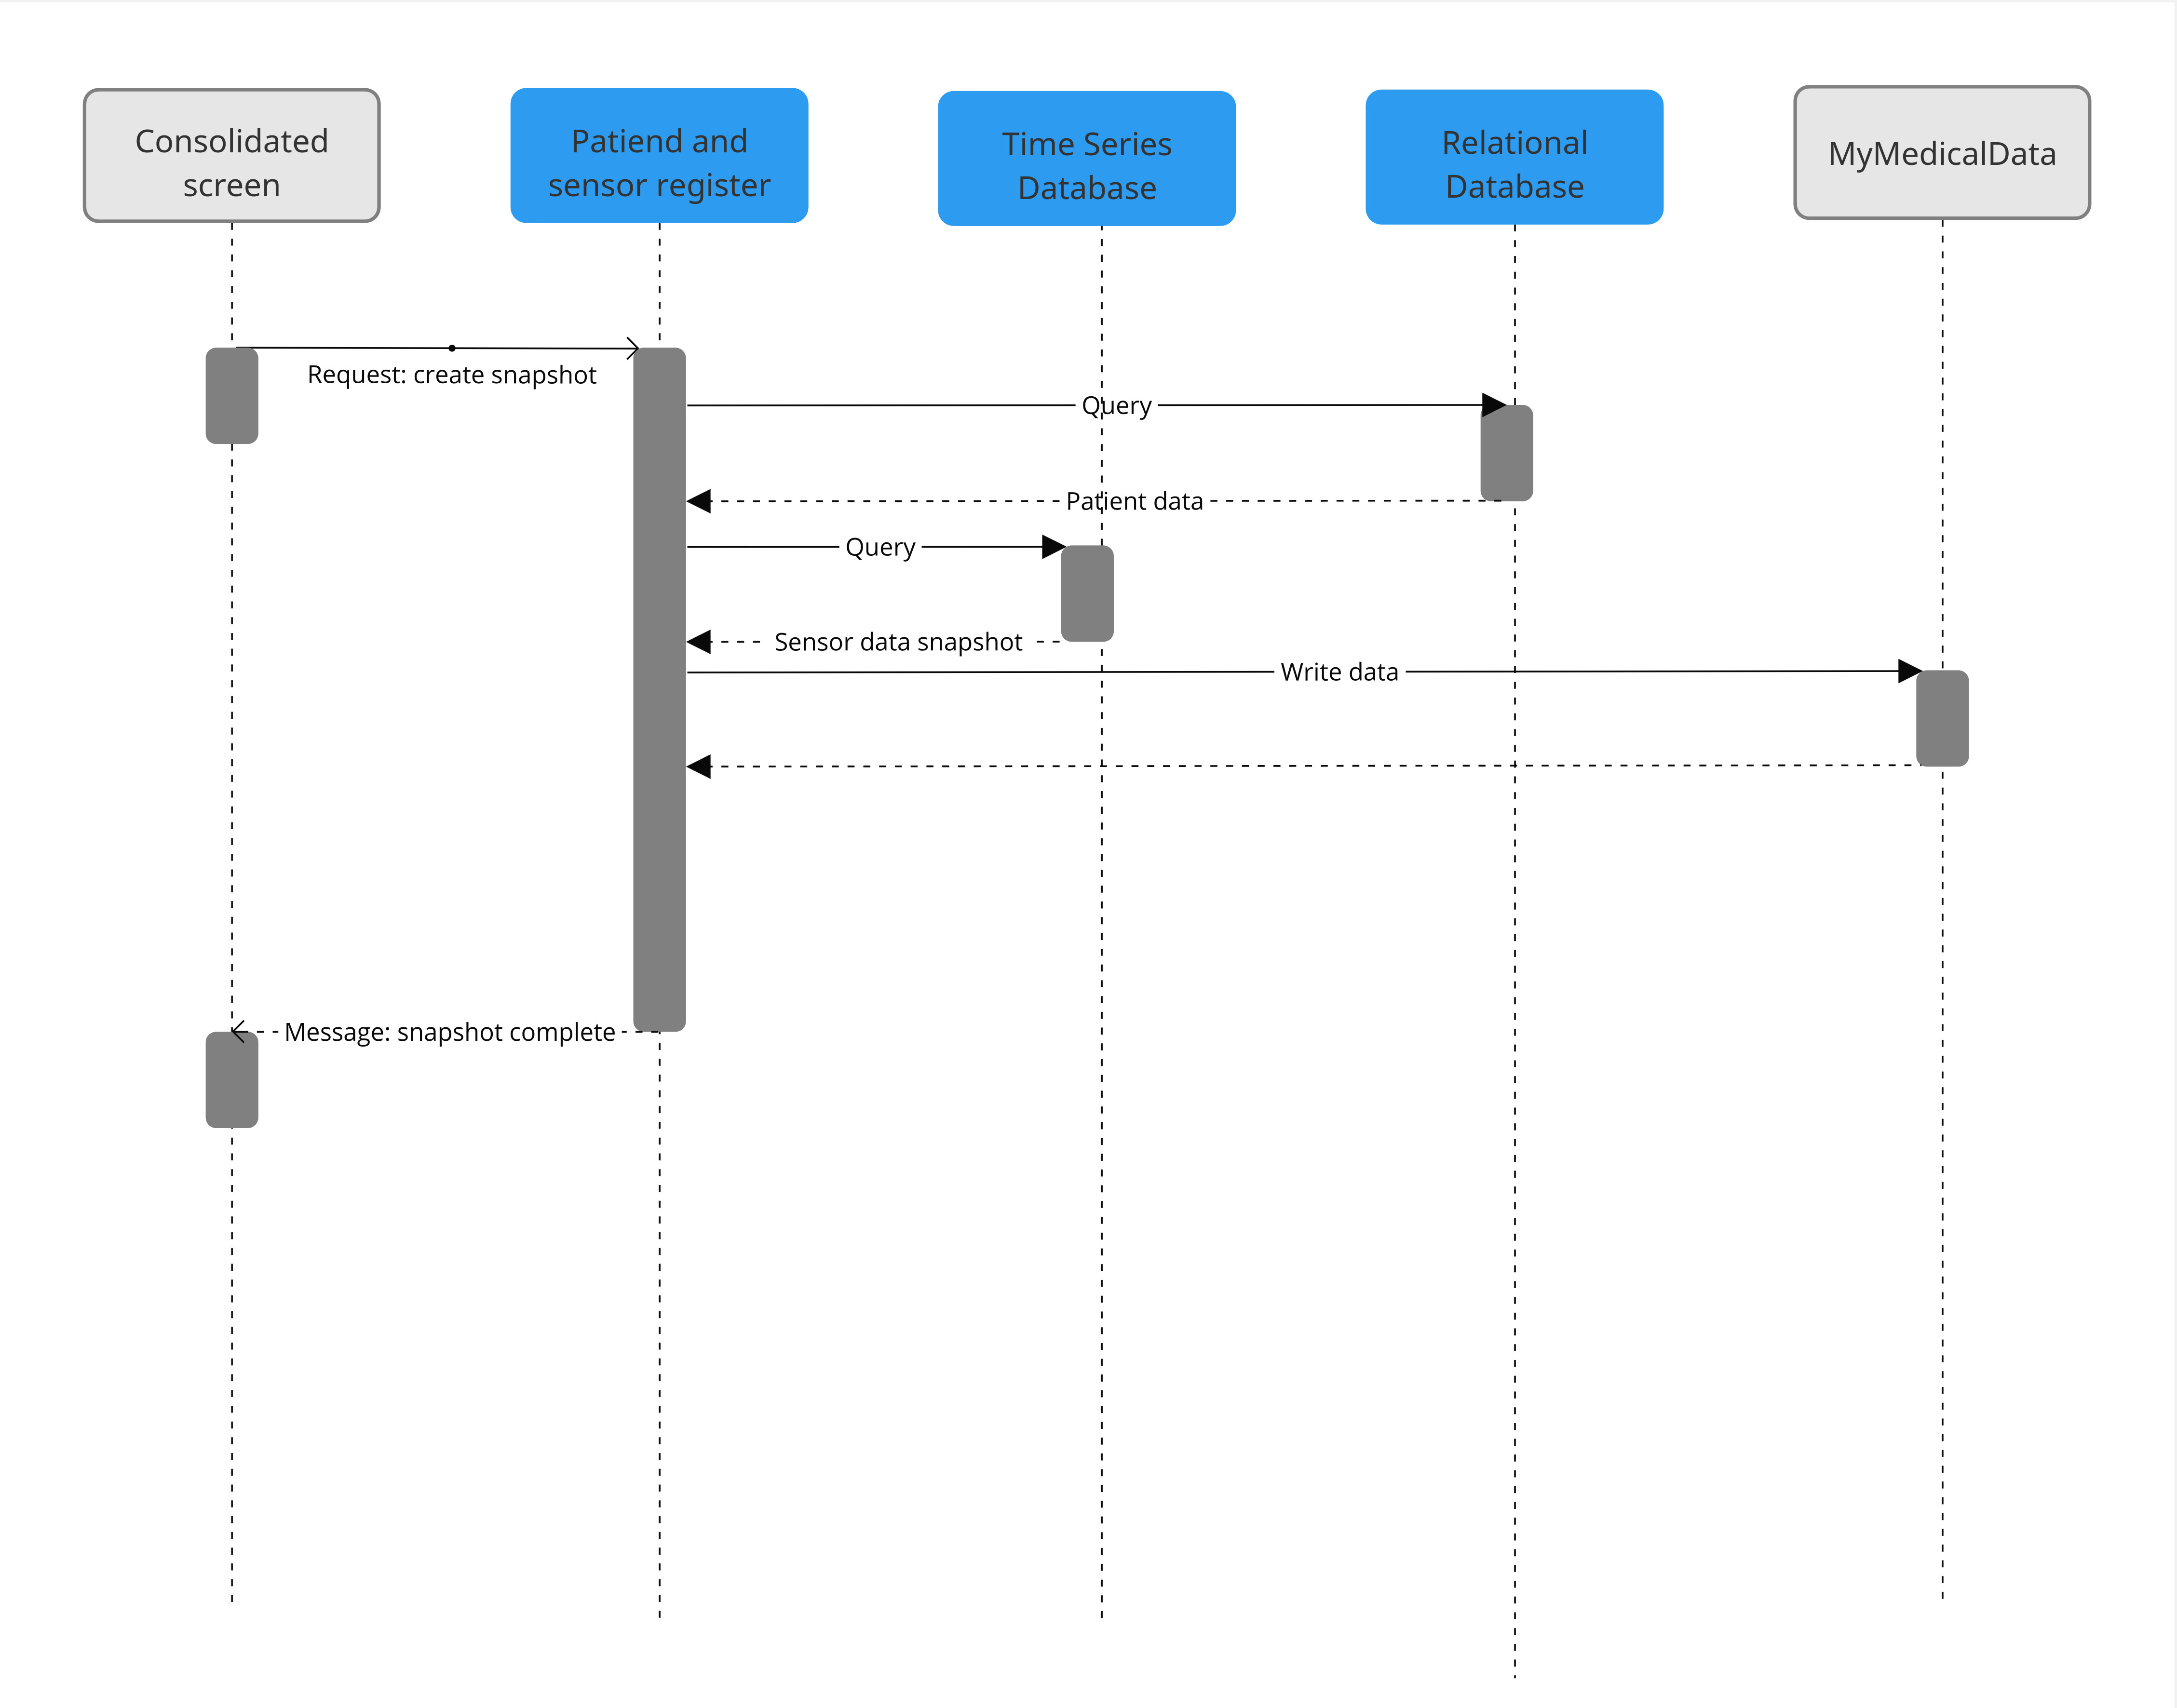 Consolidated
screen
Patiend and
sensor register
Time Series
Database
Relational
Database
MyMedicalData
Request: create snapshot
Query
Patient data
Query
Sensor data snapshot
Write data
Message: snapshot complete